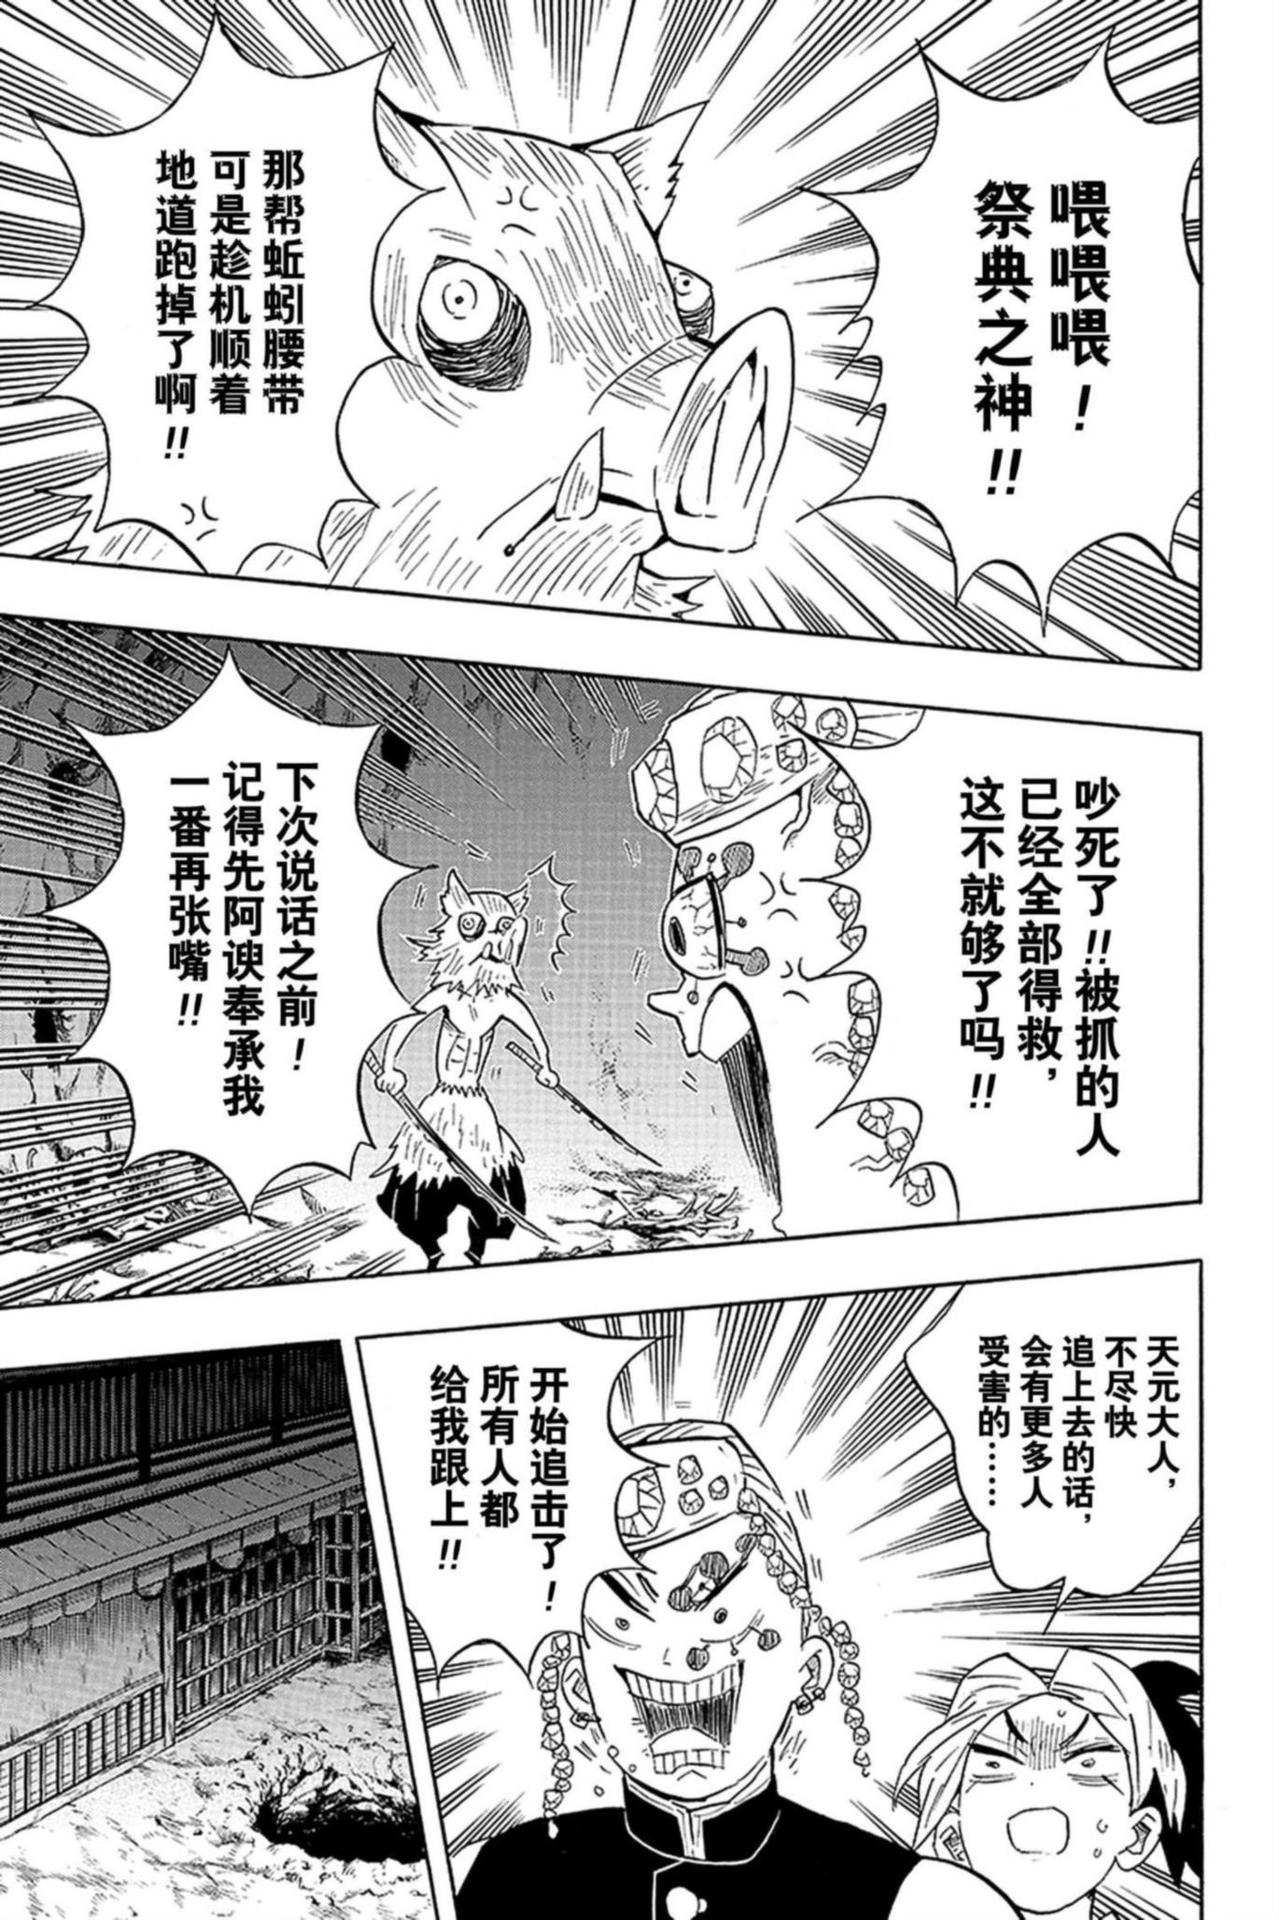 喂喂喂！
祭典之神!!
那帮蚯蚓腰带
可是趁机顺着
地道跑掉了啊!!
吵死了!!被抓的人
已经全部得救，
这不就够了吗!!
下次说话之前！
记得先阿谀奉承我
一番再张嘴!!
天元大人，
不尽快
追上去的话，
会有更多人
受害的……
开始追击了！
所有人都
给我跟上!!